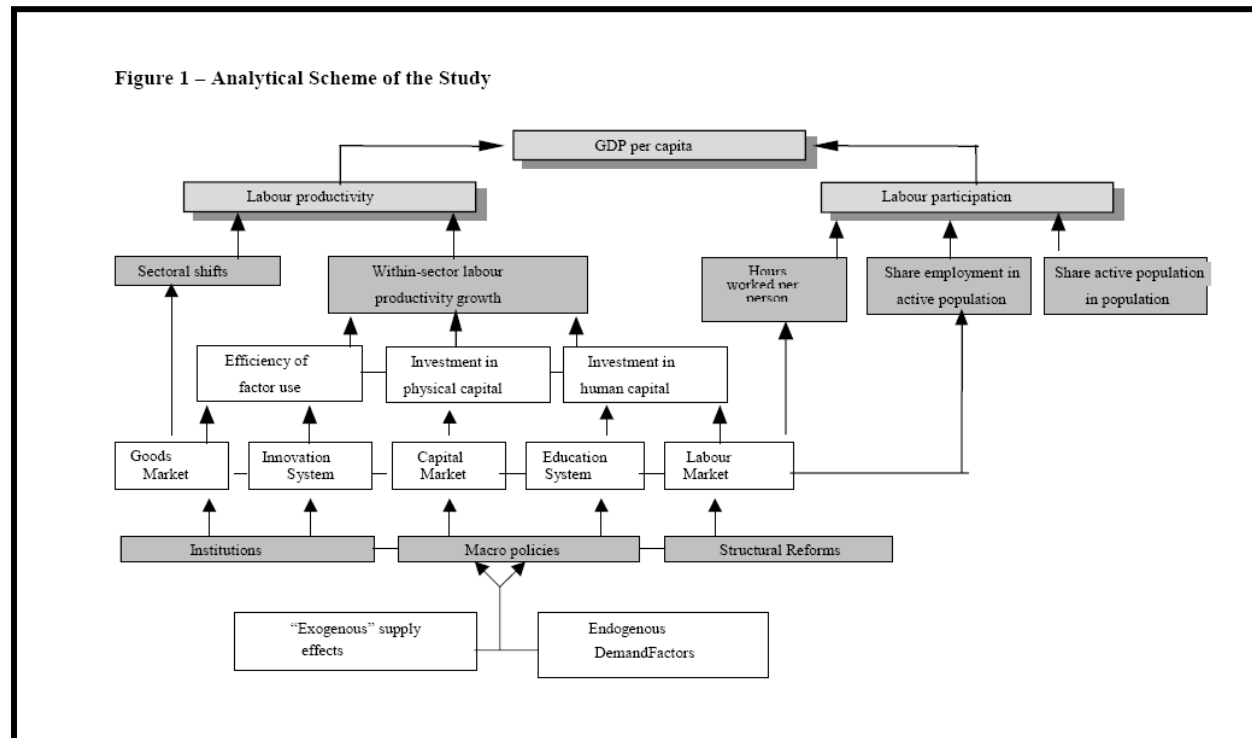 Figure 1 – Analytical Scheme of the Study
GDP per capita
Labour productivity
Labour participation
Sectoral shifts
Within-sector labour
productivity growth
Hours
worked per
person
Share employment in
active population
Share active population
in population
Efficiency of
factor use
Investment in
physical capital
Investment in
human capital
Goods
Market
Innovation
System
Capital
Market
Education
System
Labour
Market
Institutions
Macro policies
Structural Reforms
“Exogenous” supply
effects
Endogenous
DemandFactors